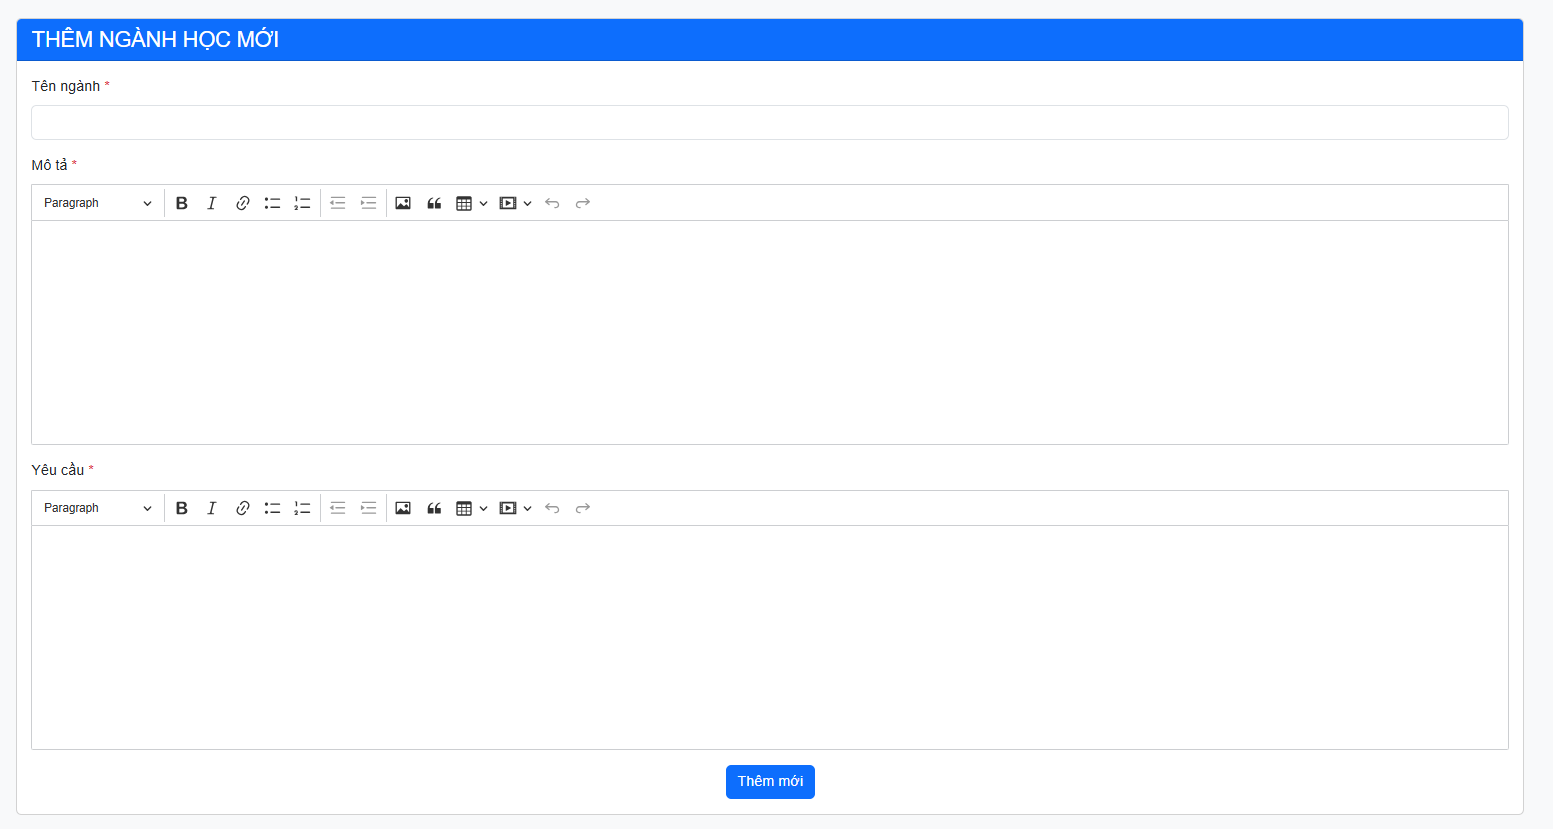 THÊM NGÀNH HỌC MỚI
Tên ngành *
Mô tả *
Paragraph
Yêu cầu *
Paragraph
Thêm mới